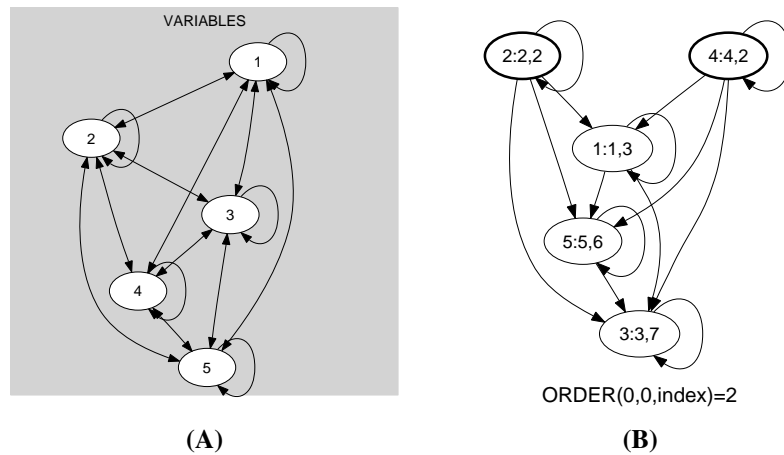 VARIABLES
1
2
3
4
5
(A)
2:2,2
4:4,2
1:1,3
5:5,6
3:3,7
ORDER(0,0,index)=2
(B)